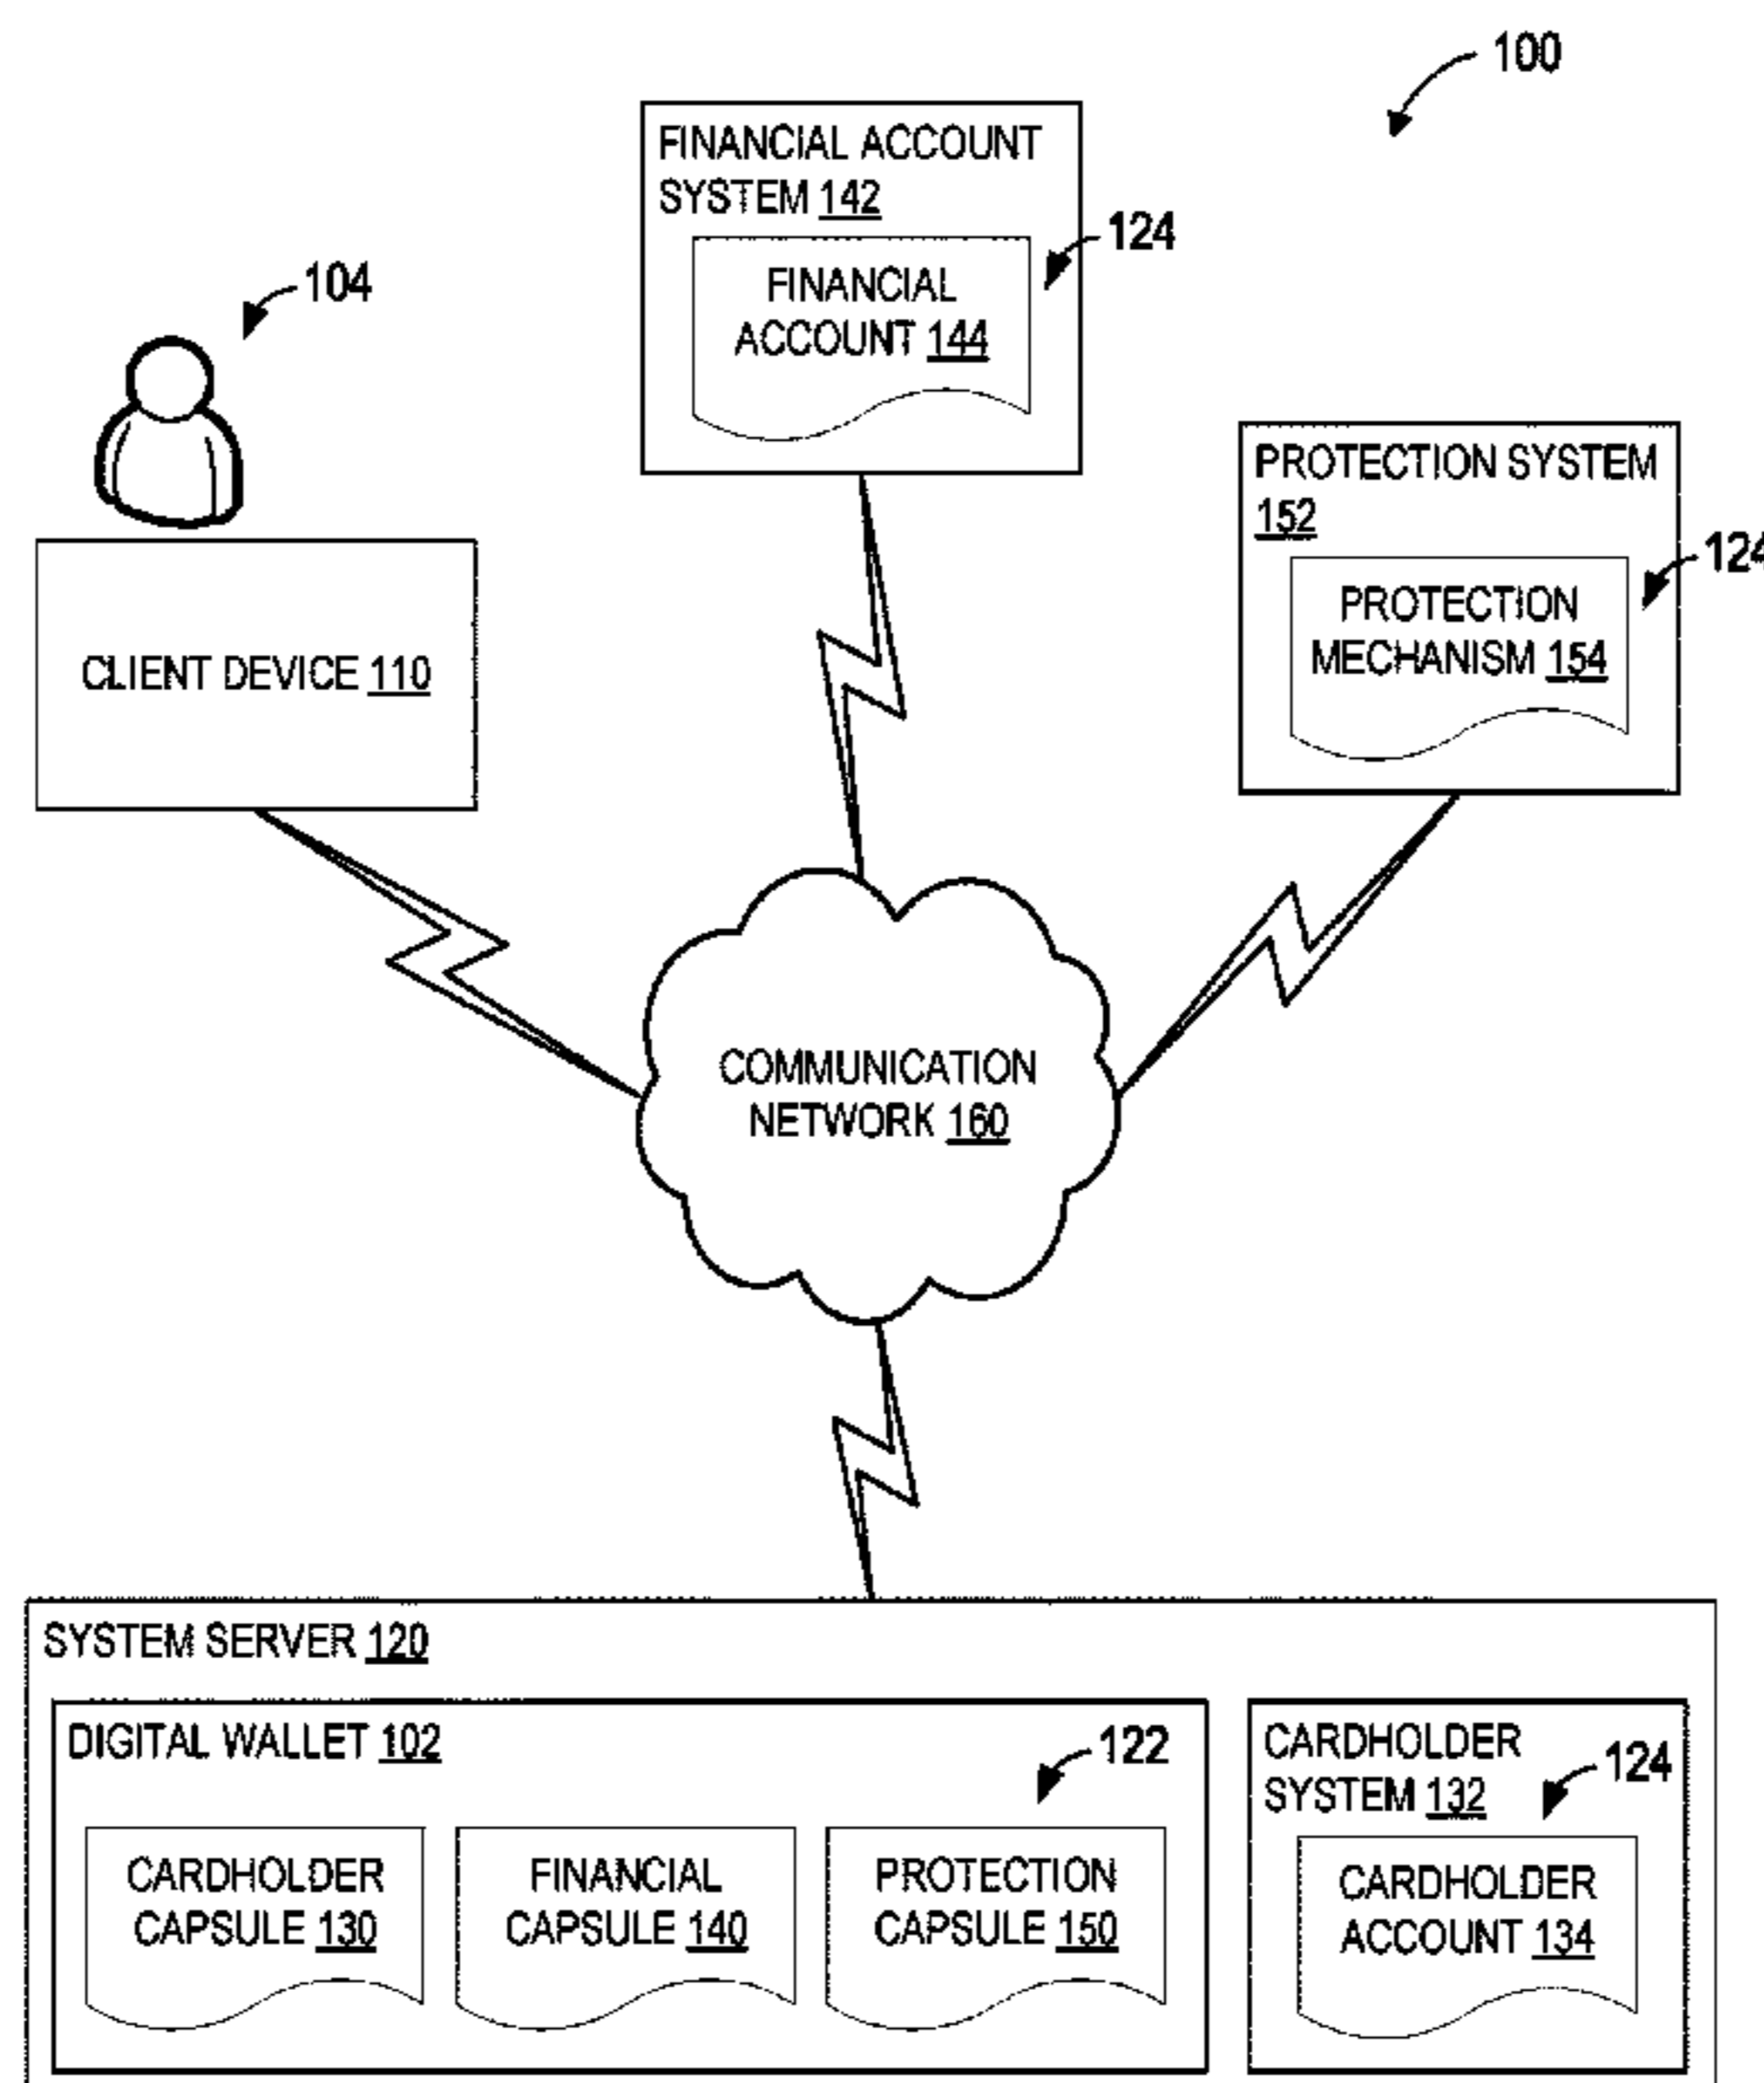 100
FINANCIAL ACCOUNT
SYSTEM 142
124
FINANCIAL
ACCOUNT 144
104
PROTECTION SYSTEM
152
124
PROTECTION
MECHANISM 154
CLIENT DEVICE 110
COMMUNICATION
NETWORK 160
SYSTEM SERVER 120
DIGITAL WALLET 102
122
CARDHOLDER
CAPSULE 130
FINANCIAL
CAPSULE 140
PROTECTION
CAPSULE 150
CARDHOLDER
SYSTEM 132
124
CARDHOLDER
ACCOUNT 134